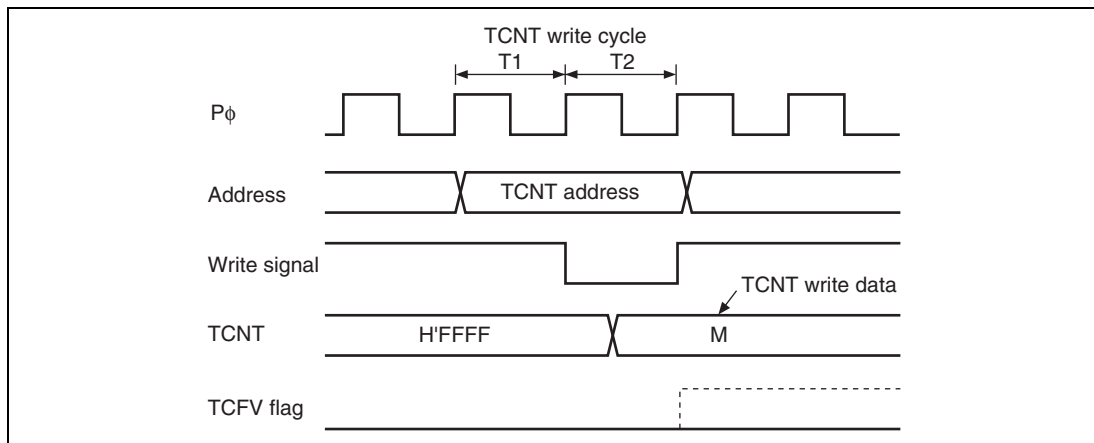 TCNT write cycle
T1 T2
Pϕ
Address TCNT address
Write signal
TCNT write data
TCNT H'FFFF M
TCFV flag